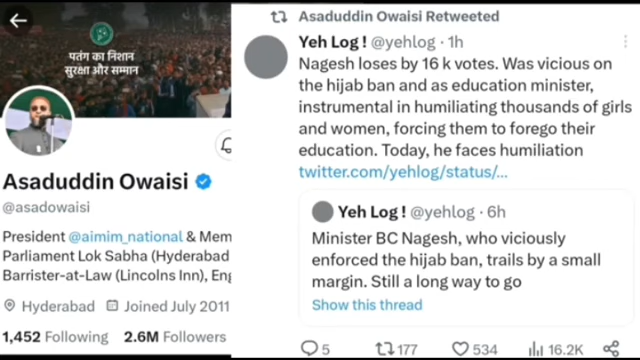 पतंग का निशान
सुरक्षा और सम्मान
Asaduddin Owaisi
@asadowaisi
President @aimim_national & Mem
Parliament Lok Sabha (Hyderabad
Barrister-at-Law (Lincolns Inn), Eng
Hyderabad Joined July 2011
1,452 Following 2.6M Followers
Asaduddin Owaisi Retweeted
Yeh Log ! @yehlog · 1h
Nagesh loses by 16 k votes. Was vicious on
the hijab ban and as education minister,
instrumental in humiliating thousands of girls
and women, forcing them to forego their
education. Today, he faces humiliation
twitter.com/yehlog/status/...
Yeh Log ! @yehlog · 6h
Minister BC Nagesh, who viciously
enforced the hijab ban, trails by a small
margin. Still a long way to go
Show this thread
5 177 534 16.2K